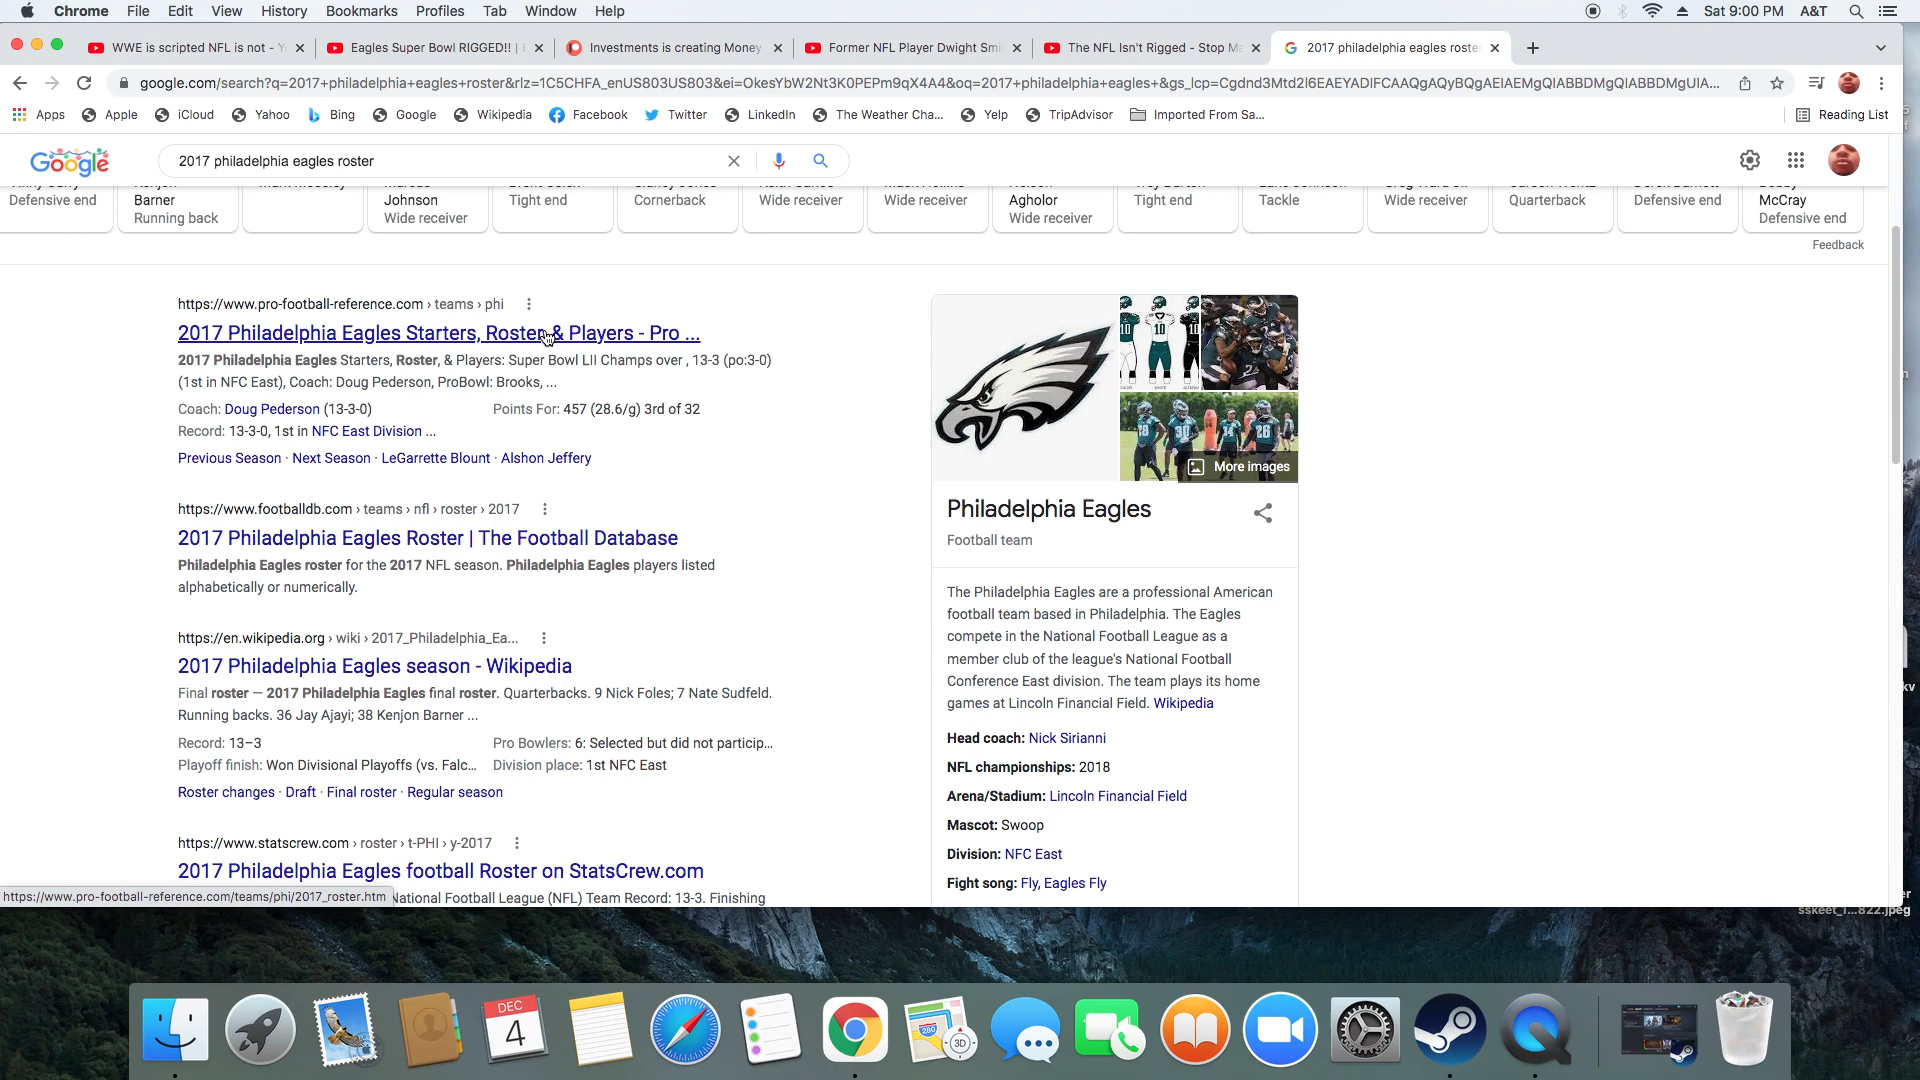 Chrome File Edit View History Bookmarks Profiles Tab Window Help Sat 9:00 PM A&T
WWE is scripted NFL is not - Y
Eagles Super Bowl RIGGED!! |
Investments is creating Money
Former NFL Player Dwight Smi
The NFL Isn't Rigged - Stop M
2017 philadelphia eagles roste
google.com/search?q=2017+philadelphia+eagles+roster&rlz=1C5CHFA_enUS803US803&ei=OkesYbW2Nt3K0PEPm9qX4A4&oq=2017+philadelphia+eagles+&gs_lcp=Cgdnd3Mtd2l6EAEYADIFCAAQgAQyBQgAEIAEMgQIABBDMgQIABBDMgUIA...
Apps Apple iCloud Yahoo Bing Google Wikipedia Facebook Twitter LinkedIn The Weather Cha... Yelp TripAdvisor Imported From Sa... Reading List
Google
2017 philadelphia eagles roster
Defensive end
Barner
Running back
Johnson
Wide receiver
Tight end
Cornerback
Wide receiver
Wide receiver
Agholor
Wide receiver
Tight end
Tackle
Wide receiver
Quarterback
Defensive end
McCray
Defensive end
Feedback
https://www.pro-football-reference.com › teams › phi
2017 Philadelphia Eagles Starters, Roster & Players - Pro ...
2017 Philadelphia Eagles Starters, Roster, & Players: Super Bowl LII Champs over , 13-3 (po:3-0)
(1st in NFC East), Coach: Doug Pederson, ProBowl: Brooks, ...
Coach: Doug Pederson (13-3-0) Points For: 457 (28.6/g) 3rd of 32
Record: 13-3-0, 1st in NFC East Division ...
Previous Season · Next Season · LeGarrette Blount · Alshon Jeffery
https://www.footballdb.com › teams › nfl › roster › 2017
2017 Philadelphia Eagles Roster | The Football Database
Philadelphia Eagles roster for the 2017 NFL season. Philadelphia Eagles players listed
alphabetically or numerically.
https://en.wikipedia.org › wiki › 2017_Philadelphia_Ea...
2017 Philadelphia Eagles season - Wikipedia
Final roster — 2017 Philadelphia Eagles final roster. Quarterbacks. 9 Nick Foles; 7 Nate Sudfeld.
Running backs. 36 Jay Ajayi; 38 Kenjon Barner ...
Record: 13–3 Pro Bowlers: 6: Selected but did not particip...
Playoff finish: Won Divisional Playoffs (vs. Falc... Division place: 1st NFC East
Roster changes · Draft · Final roster · Regular season
https://www.statscrew.com › roster › t-PHI › y-2017
2017 Philadelphia Eagles football Roster on StatsCrew.com
National Football League (NFL) Team Record: 13-3. Finishing
https://www.pro-football-reference.com/teams/phi/2017_roster.htm
More images
Philadelphia Eagles
Football team
The Philadelphia Eagles are a professional American
football team based in Philadelphia. The Eagles
compete in the National Football League as a
member club of the league's National Football
Conference East division. The team plays its home
games at Lincoln Financial Field. Wikipedia
Head coach: Nick Sirianni
NFL championships: 2018
Arena/Stadium: Lincoln Financial Field
Mascot: Swoop
Division: NFC East
Fight song: Fly, Eagles Fly
sskeet_i...822.jpeg
DEC
4
280
3D